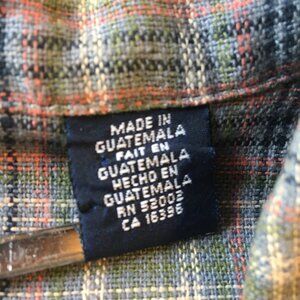 MADE IN
GUATEMALA
FAIT EN
GUATEMALA
HECHO EN
GUATEMALA
RN 52002
CA 16396